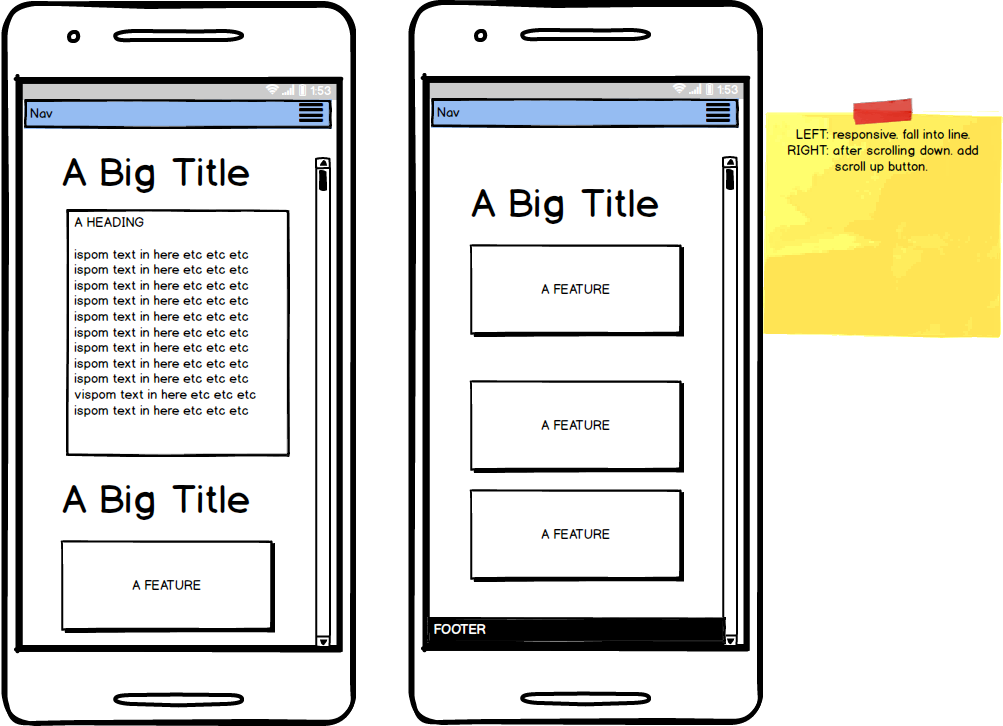 1:53
Nav
A Big Title
A HEADING
ispom text in here etc etc etc
ispom text in here etc etc etc
ispom text in here etc etc etc
ispom text in here etc etc etc
ispom text in here etc etc etc
ispom text in here etc etc etc
ispom text in here etc etc etc
ispom text in here etc etc etc
ispom text in here etc etc etc
vispom text in here etc etc etc
ispom text in here etc etc etc
A Big Title
A FEATURE
1:53
Nav
A Big Title
A FEATURE
A FEATURE
A FEATURE
FOOTER
LEFT: responsive. fall into line.
RIGHT: after scrolling down. add
scroll up button.